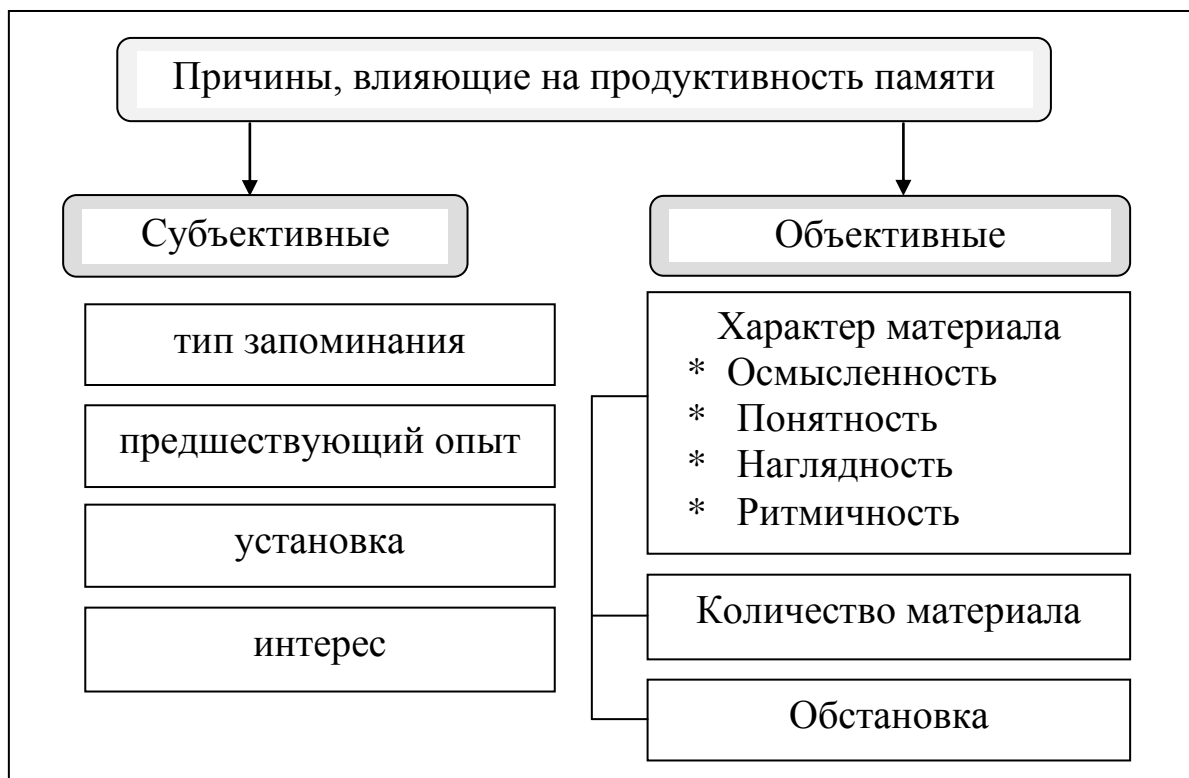 Причины, влияющие на продуктивность памяти
Субъективные
тип запоминания
предшествующий опыт
установка
интерес
Объективные
Характер материала
* Осмысленность
* Понятность
* Наглядность
* Ритмичность
Количество материала
Обстановка